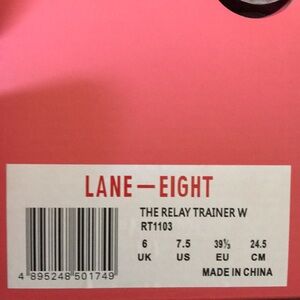 LANE—EIGHT
THE RELAY TRAINER W
RT1103
6 7.5 39⅓ 24.5
UK US EU CM
MADE IN CHINA
4 895248 501749